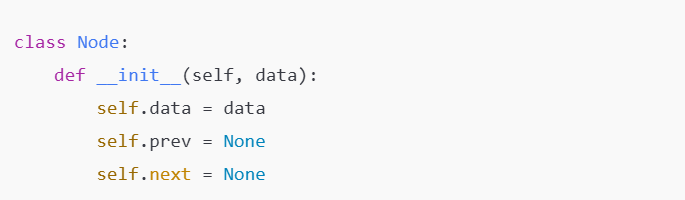 class Node:
    def __init__(self, data):
        self.data = data
        self.prev = None
        self.next = None